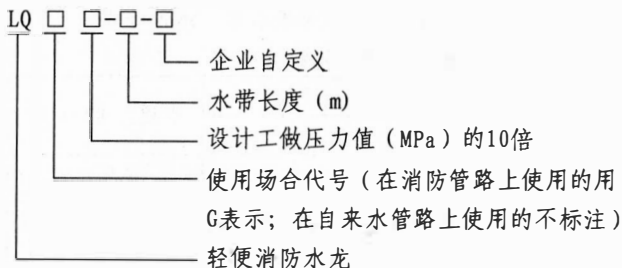 LQ □ □-□-□
企业自定义
水带长度（m)
设计工做压力值（MPa）的10倍
使用场合代号（在消防管路上使用的用
G表示；在自来水管路上使用的不标注）
轻便消防水龙